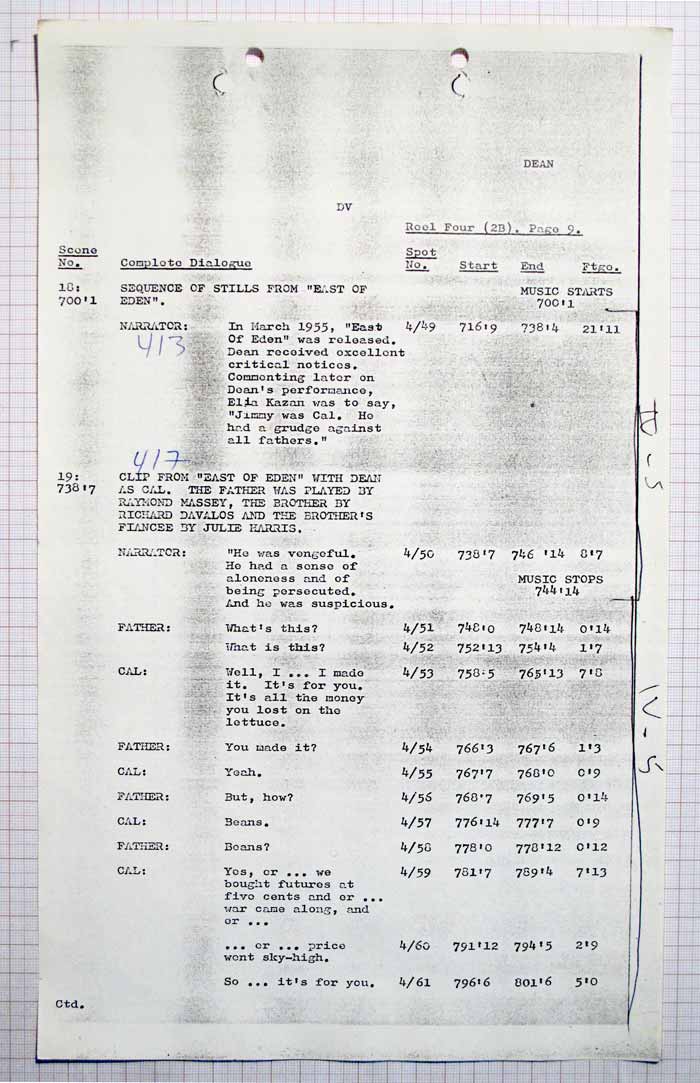 DEAN
DV
Reel Four (2B). Page 9.
Scene No. Complete Dialogue Spot No. Start End Ftge.
18: SEQUENCE OF STILLS FROM "EAST OF MUSIC STARTS
700'1 EDEN". 700'1
NARRATOR: In March 1955, "East 4/49 716'9 738'4 21'11
413
Of Eden" was released.
Dean received excellent
critical notices.
Commenting later on
Dean's performance,
Elia Kazan was to say,
"Jimmy was Cal. He
had a grudge against
all fathers."
417
19: CLIP FROM "EAST OF EDEN" WITH DEAN
738'7 AS CAL. THE FATHER WAS PLAYED BY
RAYMOND MASSEY, THE BROTHER BY
RICHARD DAVALOS AND THE BROTHER'S
FIANCEE BY JULIE HARRIS.
NARRATOR: "He was vengeful. 4/50 738'7 746 '14 8'7
He had a sense of
aloneness and of MUSIC STOPS
being persecuted. 744'14
And he was suspicious.
FATHER: What's this? 4/51 748'0 748'14 0'14
What is this? 4/52 752'13 754'4 1'7
CAL: Well, I ... I made 4/53 758'5 765'13 7'8
it. It's for you.
It's all the money
you lost on the
lettuce.
FATHER: You made it? 4/54 766'3 767'6 1'3
CAL: Yeah. 4/55 767'7 768'0 0'9
FATHER: But, how? 4/56 768'7 769'5 0'14
CAL: Beans. 4/57 776'14 777'7 0'9
FATHER: Beans? 4/58 778'0 778'12 0'12
CAL: Yes, er ... we 4/59 781'7 789'4 7'13
bought futures at
five cents and er ...
war came along, and
er ...
... er ... price 4/60 791'12 794'5 2'9
went sky-high.
So ... it's for you. 4/61 796'6 801'6 5'0
Ctd.
IV-5
IV-5